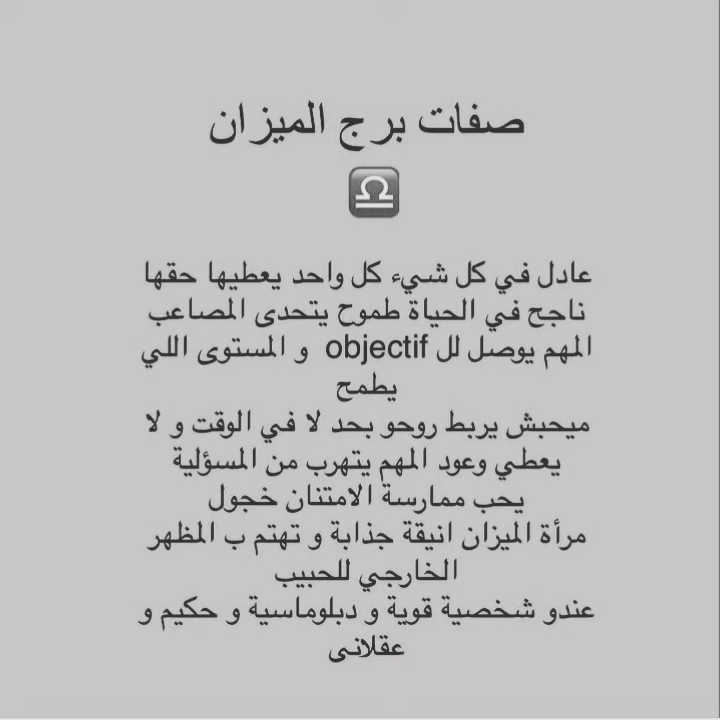 صفات برج الميزان
♎
عادل في كل شيء كل واحد يعطيها حقها
ناجح في الحياة طموح يتحدى المصاعب
المهم يوصل لل objectif و المستوى اللي
يطمح
ميحبش يربط روحو بحد لا في الوقت و لا
يعطي وعود المهم يتهرب من المسؤلية
يحب ممارسة الامتنان خجول
مرأة الميزان انيقة جذابة و تهتم ب المظهر
الخارجي للحبيب
عندو شخصية قوية و دبلوماسية و حكيم و
عقلانى